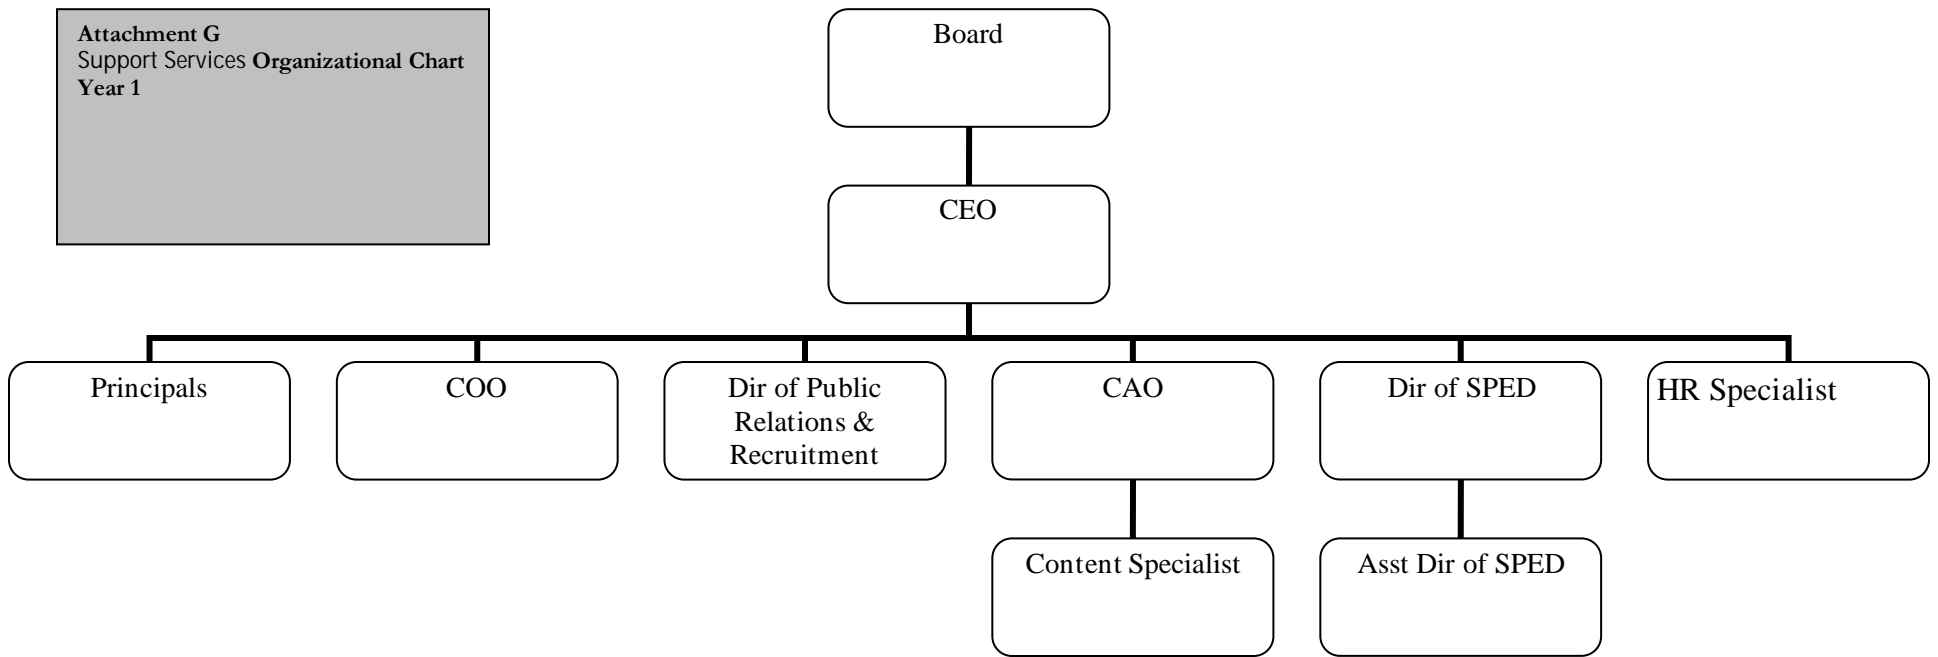 Attachment G
Support Services Organizational Chart
Year 1
Board
CEO
Principals
COO
Dir of Public
Relations &
Recruitment
CAO
Dir of SPED
HR Specialist
Content Specialist
Asst Dir of SPED